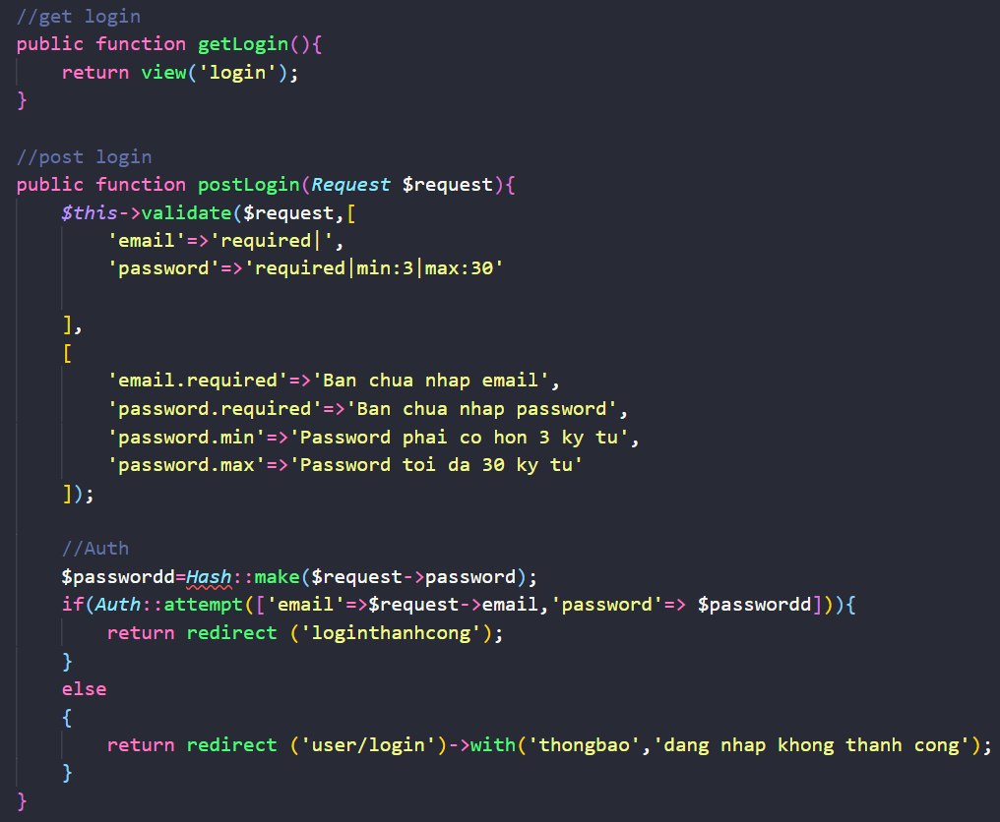 //get login
public function getLogin(){
    return view('login');
}
//post login
public function postLogin(Request $request){
    $this->validate($request,[
        'email'=>'required|',
        'password'=>'required|min:3|max:30'
    ],
    [
        'email.required'=>'Ban chua nhap email',
        'password.required'=>'Ban chua nhap password',
        'password.min'=>'Password phai co hon 3 ky tu',
        'password.max'=>'Password toi da 30 ky tu'
    ]);
    //Auth
    $passwordd=Hash::make($request->password);
    if(Auth::attempt(['email'=>$request->email,'password'=> $passwordd])){
        return redirect ('loginthanhcong');
    }
    else
    {
        return redirect ('user/login')->with('thongbao','dang nhap khong thanh cong');
    }
}